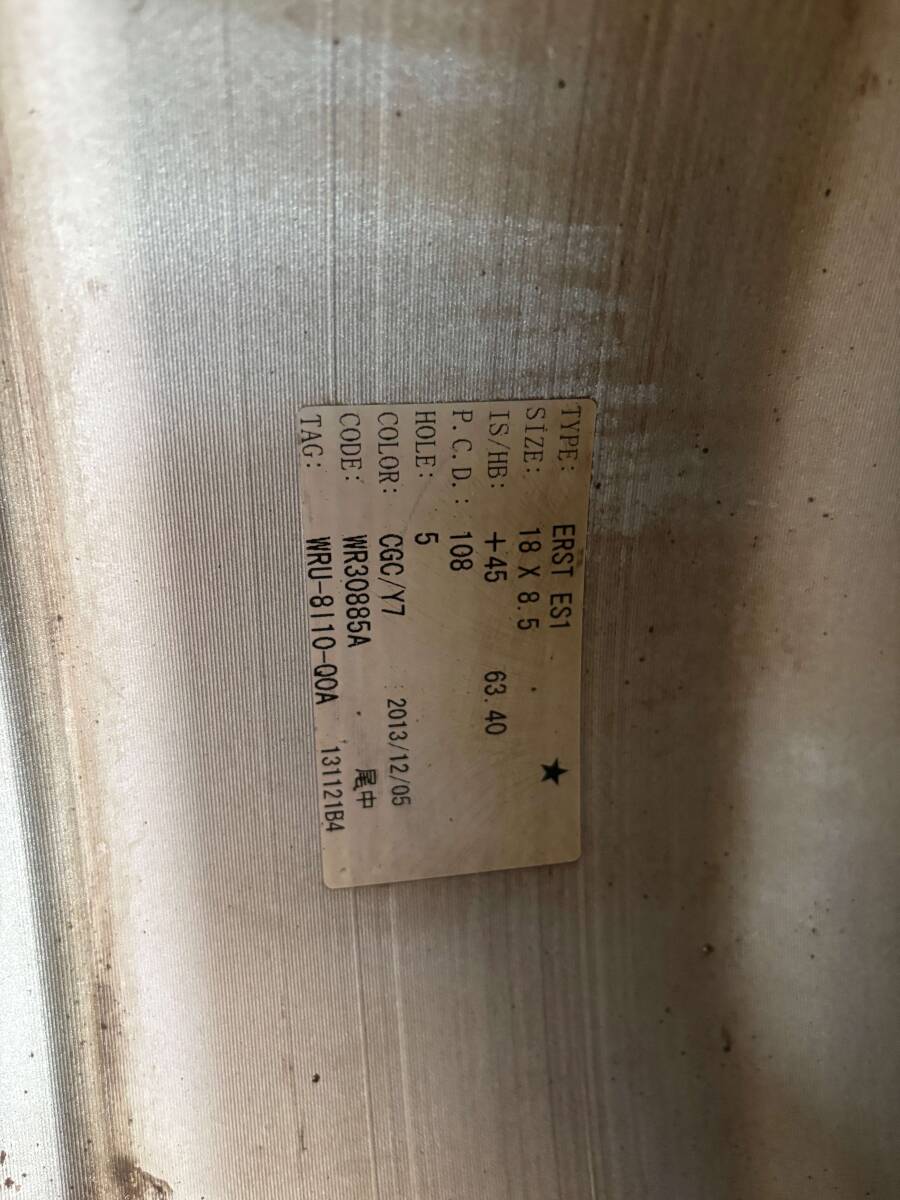 TYPE: ERST ES1
SIZE: 18 X 8.5 ★
IS/HB: +45 63.40
P.C.D.: 108
HOLE: 5
COLOR: CGC/Y7 2013/12/05
CODE: WR30885A 尾中
TAG: WRU-8I10-Q0A '131121B4